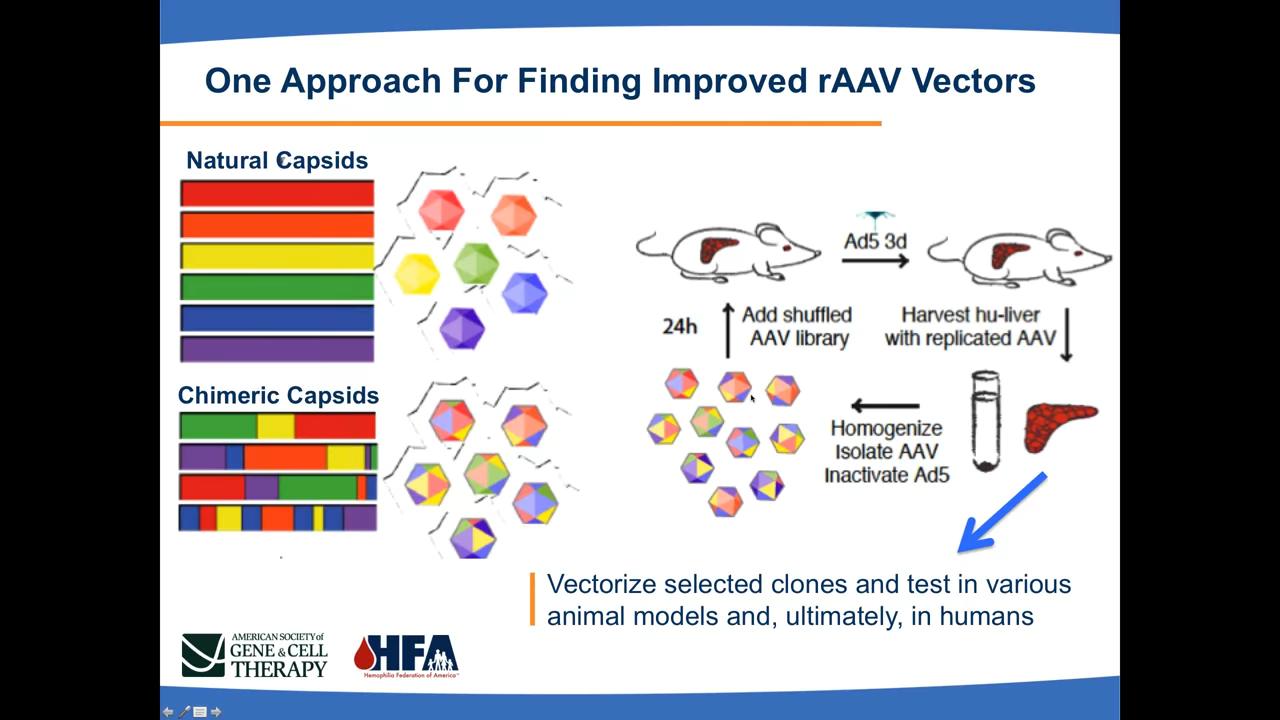 One Approach For Finding Improved rAAV Vectors
Natural Capsids
Chimeric Capsids
Ad5 3d
24h
Add shuffled
AAV library
Harvest hu-liver
with replicated AAV
Homogenize
Isolate AAV
Inactivate Ad5
Vectorize selected clones and test in various
animal models and, ultimately, in humans
AMERICAN SOCIETY of
GENE & CELL
THERAPY
HFA
Hemophilia Federation of America™